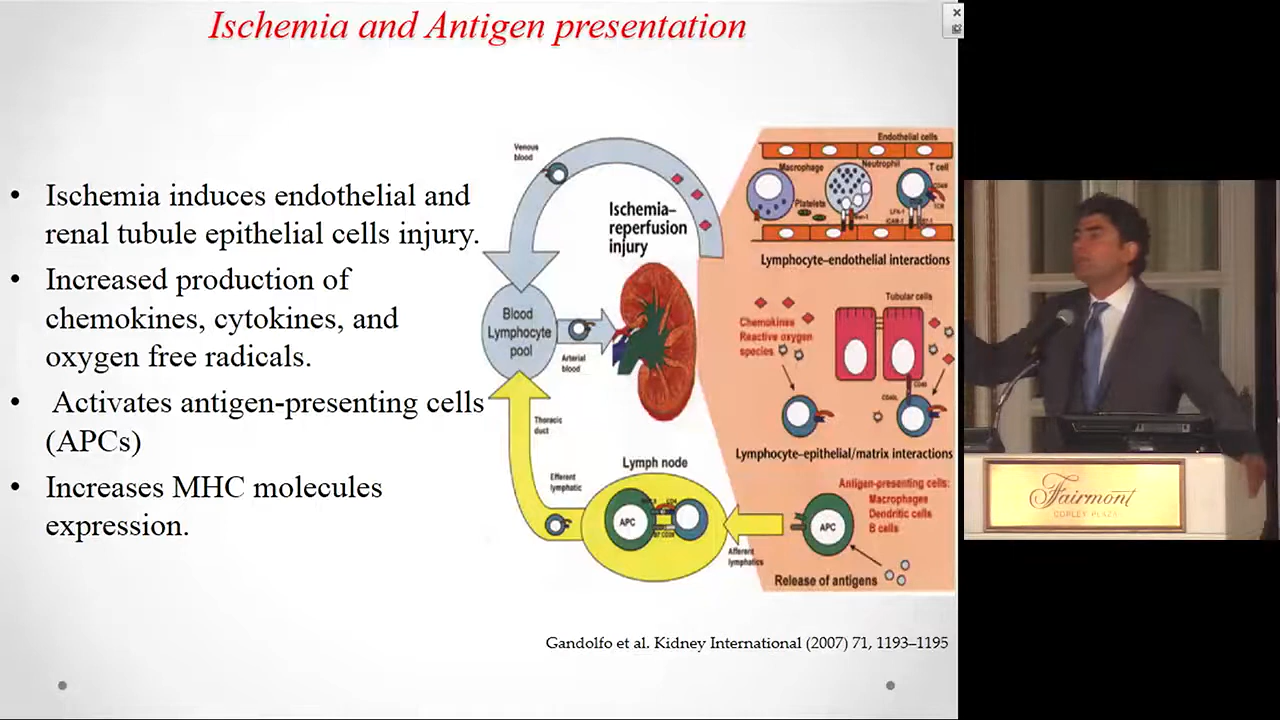 Ischemia and Antigen presentation
• Ischemia induces endothelial and
renal tubule epithelial cells injury.
• Increased production of
chemokines, cytokines, and
oxygen free radicals.
• Activates antigen-presenting cells
(APCs)
• Increases MHC molecules
expression.
Venous
blood
Ischemia–
reperfusion
injury
Blood
Lymphocyte
pool
Arterial
blood
Thoracic
duct
Efferent
lymphatic
Lymph node
APC
Afferent
lymphatics
Endothelial cells
Macrophage
Neutrophil
T cell
Platelets
Lymphocyte–endothelial interactions
Tubular cells
Chemokines
Reactive oxygen
species
Lymphocyte–epithelial/matrix interactions
Antigen-presenting cells:
Macrophages
Dendritic cells
B cells
APC
Release of antigens
Gandolfo et al. Kidney International (2007) 71, 1193–1195
Fairmont
COPLEY PLAZA